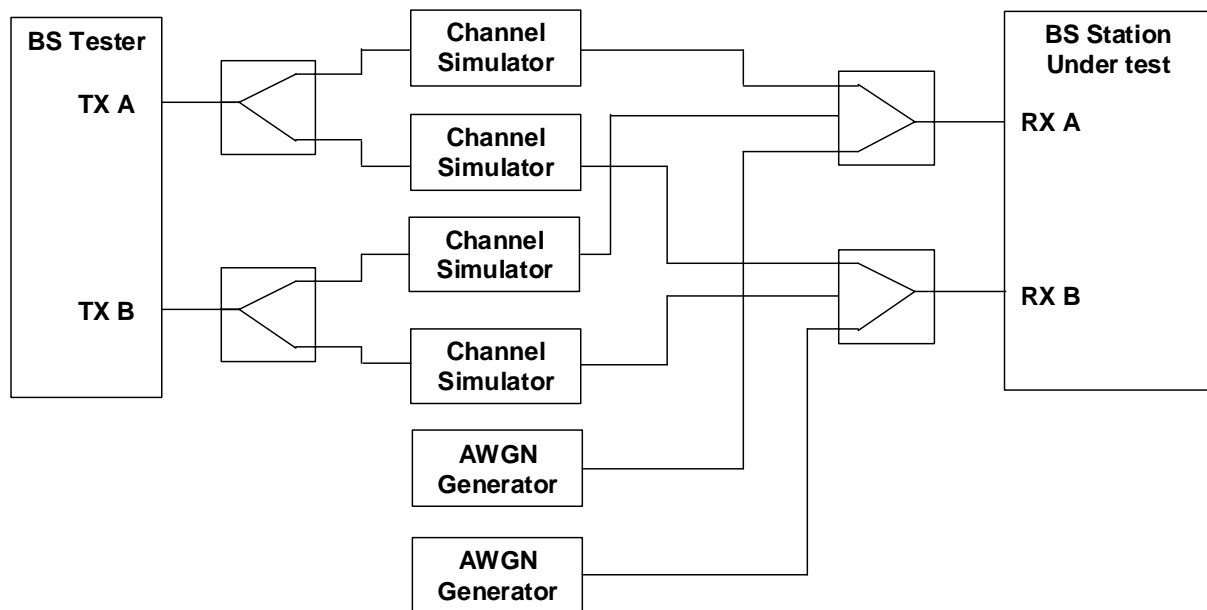 BS Tester
TX A
TX B
Channel
Simulator
Channel
Simulator
Channel
Simulator
Channel
Simulator
AWGN
Generator
AWGN
Generator
BS Station
Under test
RX A
RX B